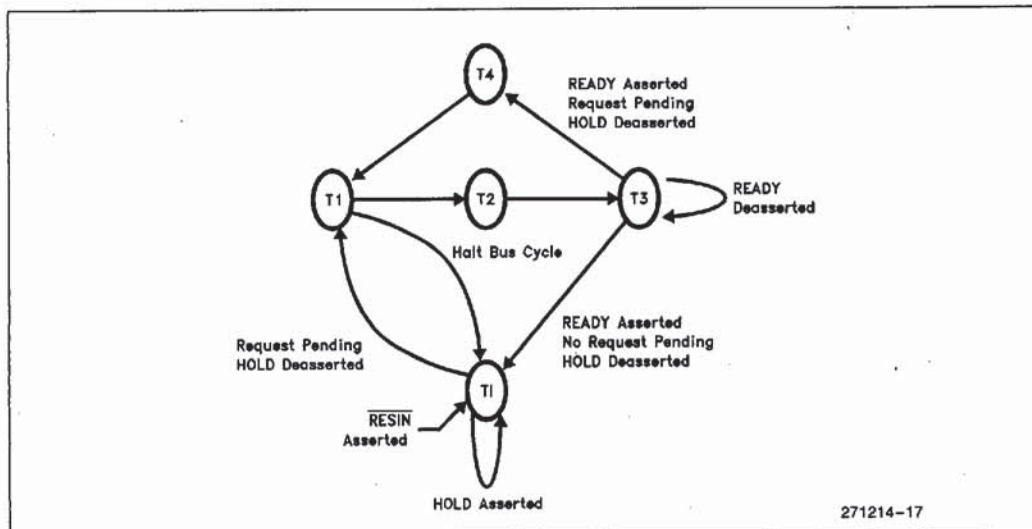 T4
READY Asserted
Request Pending
HOLD Deasserted
T1
T2
T3
READY
Deasserted
Halt Bus Cycle
READY Asserted
No Request Pending
HOLD Deasserted
Request Pending
HOLD Deasserted
TI
RESIN
Asserted
HOLD Asserted
271214-17